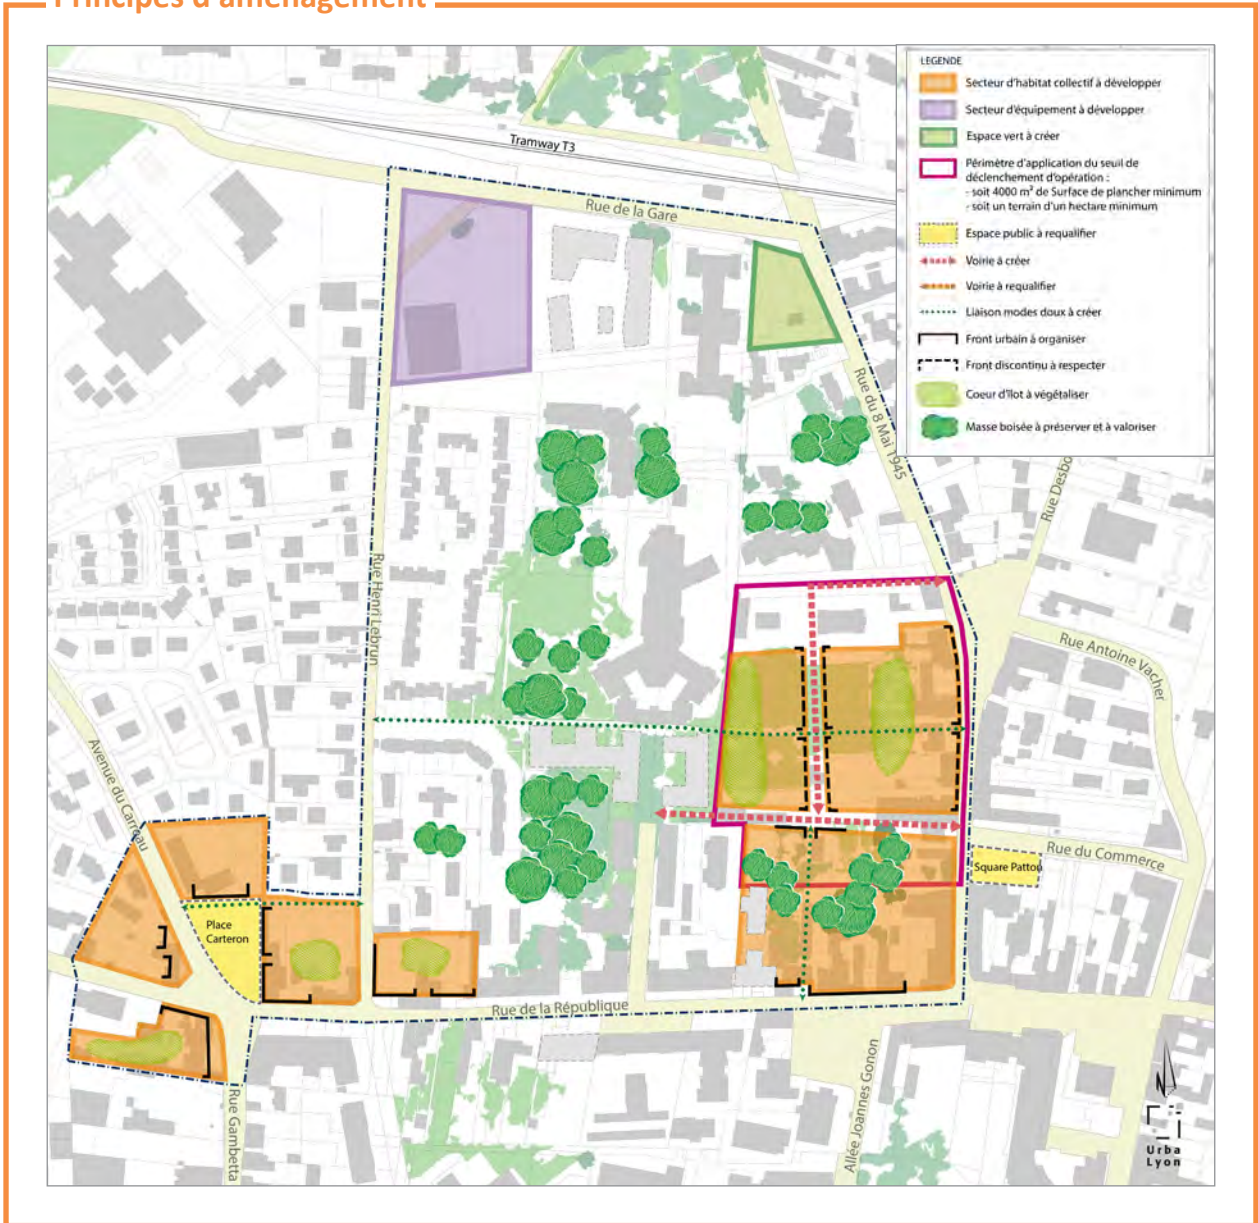 Principes d'aménagement
LEGENDE
Secteur d'habitat collectif à développer
Secteur d'équipement à développer
Espace vert à créer
Périmètre d'application du seuil de
déclenchement d'opération :
- soit 4000 m² de Surface de plancher minimum
- soit un terrain d'un hectare minimum
Espace public à requalifier
Voirie à créer
Voirie à requalifier
Liaison modes doux à créer
Front urbain à organiser
Front discontinu à respecter
Coeur d'îlot à végétaliser
Masse boisée à préserver et à valoriser
Tramway T3
Rue de la Gare
Rue du 8 Mai 1945
Rue Desbo
Rue Henri Lebrun
Rue Antoine Vacher
Avenue du Carreau
Rue du Commerce
Square Pattou
Place
Carteron
Rue de la République
Rue Gambetta
Allée Joannes Gonon
N
Urba
Lyon